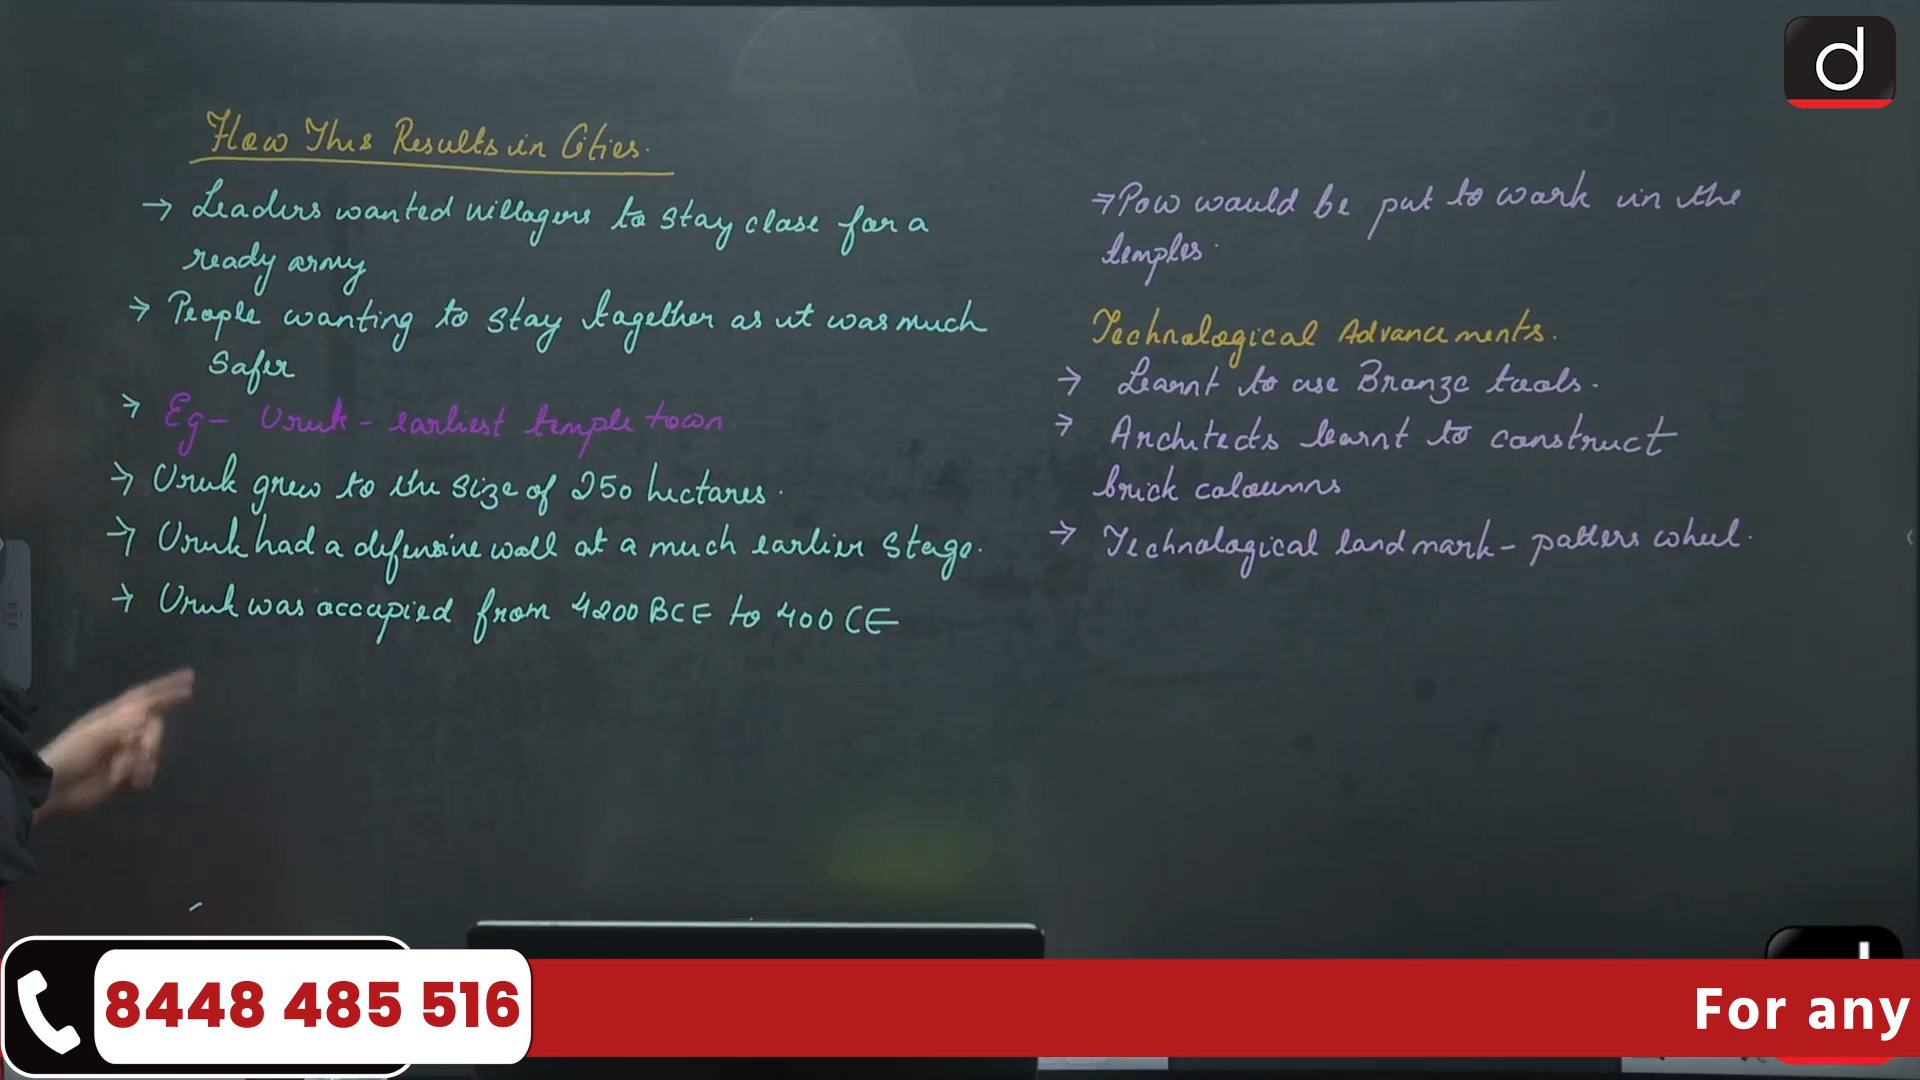 How This Results in Cities.
→ Leaders wanted villagers to stay close for a
ready army
→ People wanting to stay together as it was much
safer
→ Eg- Uruk - earliest temple town.
→ Uruk grew to the size of 250 hectares.
→ Uruk had a defensive wall at a much earlier stage.
→ Uruk was occupied from 4200 BCE to 400 CE
→ Pow would be put to work in the
temples.
Technological Advancements.
→ Learnt to use Bronze tools.
→ Architects learnt to construct
brick coloumns
→ Technological landmark - potters wheel.
d
8448 485 516
For any